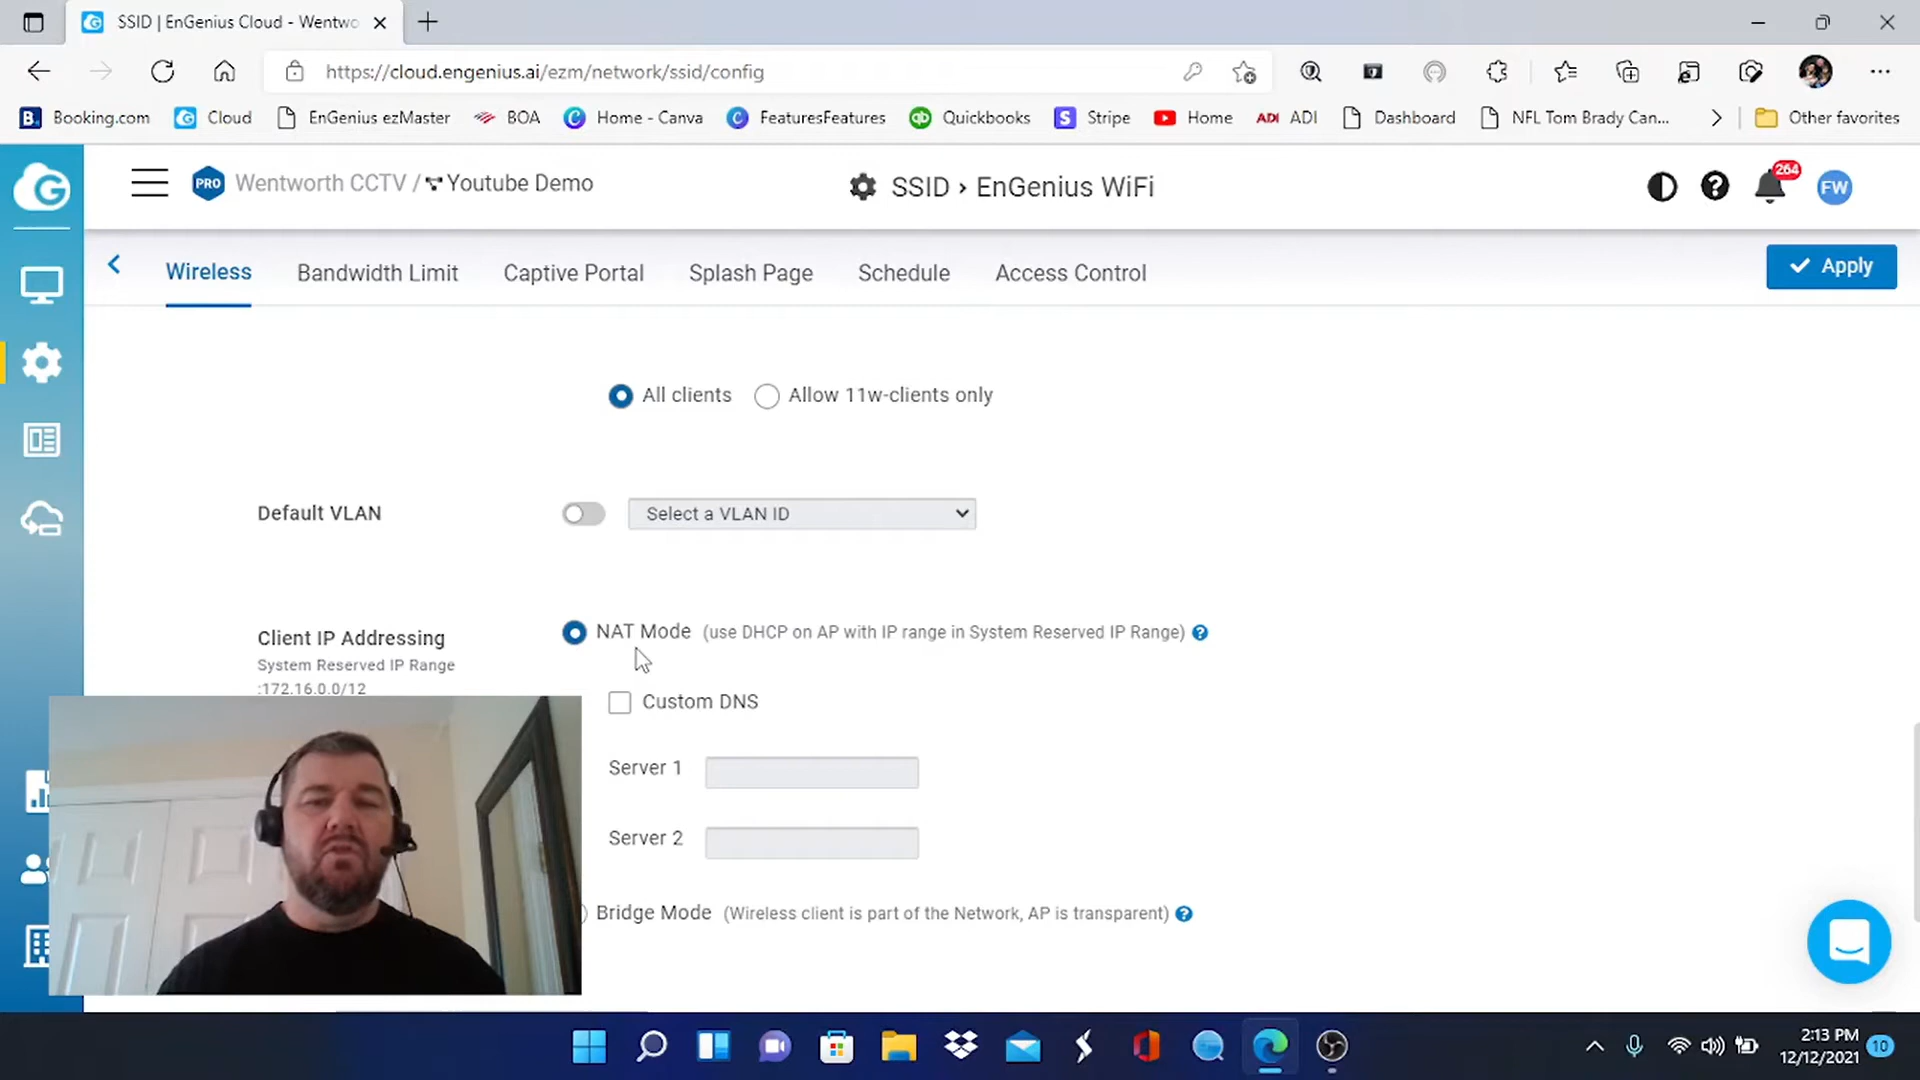 SSID | EnGenius Cloud - Wentwo
https://cloud.engenius.ai/ezm/network/ssid/config
Booking.com
Cloud
EnGenius ezMaster
BOA
Home - Canva
FeaturesFeatures
Quickbooks
Stripe
Home
ADI ADI
Dashboard
NFL Tom Brady Can...
Other favorites
PRO Wentworth CCTV / Youtube Demo
SSID › EnGenius WiFi
264
FW
Wireless
Bandwidth Limit
Captive Portal
Splash Page
Schedule
Access Control
Apply
All clients
Allow 11w-clients only
Default VLAN
Select a VLAN ID
Client IP Addressing
System Reserved IP Range
:172.16.0.0/12
NAT Mode (use DHCP on AP with IP range in System Reserved IP Range)
Custom DNS
Server 1
Server 2
Bridge Mode (Wireless client is part of the Network, AP is transparent)
2:13 PM
12/12/2021
10